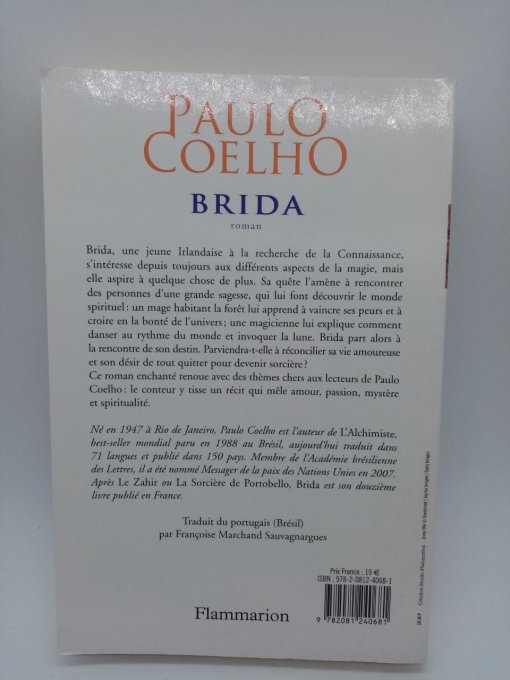 PAULO
COELHO
BRIDA
roman
Brida, une jeune Irlandaise à la recherche de la Connaissance,
s'intéresse depuis toujours aux différents aspects de la magie, mais
elle aspire à quelque chose de plus. Sa quête l'amène à rencontrer
des personnes d'une grande sagesse, qui lui font découvrir le monde
spirituel : un mage habitant la forêt lui apprend à vaincre ses peurs et à
croire en la bonté de l'univers ; une magicienne lui explique comment
danser au rythme du monde et invoquer la lune. Brida part alors à
la rencontre de son destin. Parviendra-t-elle à réconcilier sa vie amoureuse
et son désir de tout quitter pour devenir sorcière ?
Ce roman enchanté renoue avec des thèmes chers aux lecteurs de Paulo
Coelho : le conteur y tisse un récit qui mêle amour, passion, mystère
et spiritualité.
Né en 1947 à Rio de Janeiro, Paulo Coelho est l'auteur de L'Alchimiste,
best-seller mondial paru en 1988 au Brésil, aujourd'hui traduit dans
71 langues et publié dans 150 pays. Membre de l'Académie brésilienne
des Lettres, il a été nommé Messager de la paix des Nations Unies en 2007.
Après Le Zahir ou La Sorcière de Portobello, Brida est son douzième
livre publié en France.
Traduit du portugais (Brésil)
par Françoise Marchand Sauvagnargues
Prix France : 19 €
ISBN : 978-2-0812-4068-1
9 782081 240681
Flammarion
Création Studio Flammarion